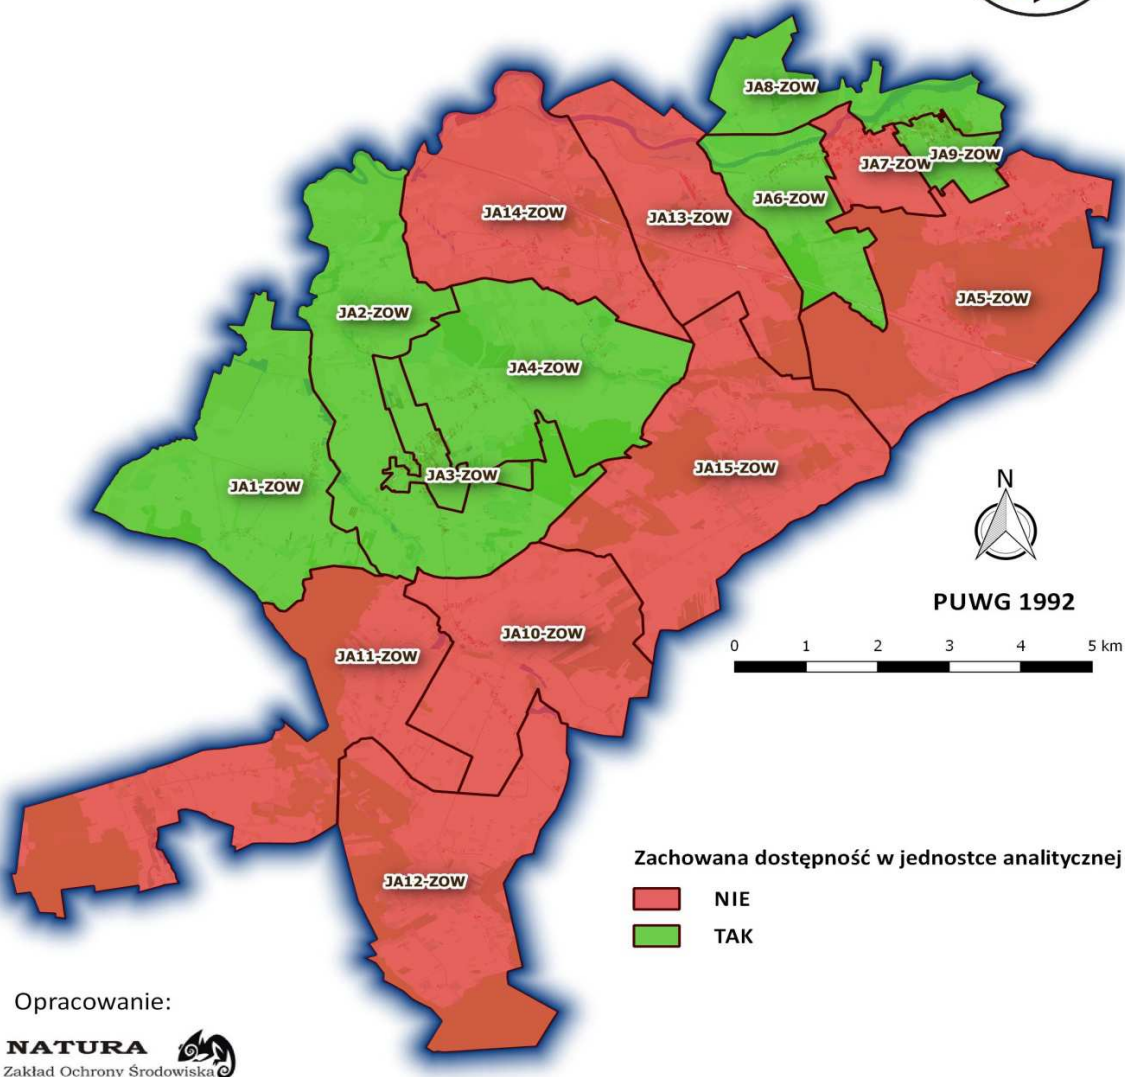 JA8-ZOW
JA9-ZOW
JA7-ZOW
JA6-ZOW
JA14-ZOW
JA13-ZOW
JA5-ZOW
JA2-ZOW
JA4-ZOW
JA15-ZOW
JA3-ZOW
JA1-ZOW
N
PUWG 1992
JA10-ZOW
0 1 2 3 4 5 km
JA11-ZOW
Zachowana dostępność w jednostce analitycznej
JA12-ZOW
NIE
TAK
Opracowanie:
NATURA
Zakład Ochrony Środowiska